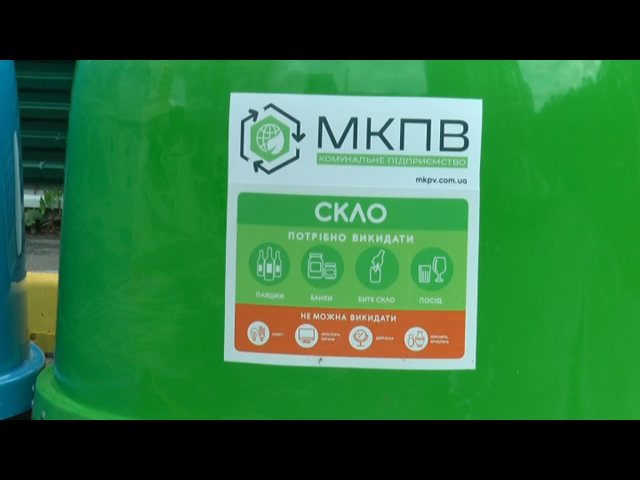 МКПВ
КОМУНАЛЬНЕ ПІДПРИЄМСТВО
mkpv.com.ua
СКЛО
ПОТРІБНО ВИКИДАТИ
ПЛЯШКИ БАНКИ БИТЕ СКЛО ПОСУД
НЕ МОЖНА ВИКИДАТИ